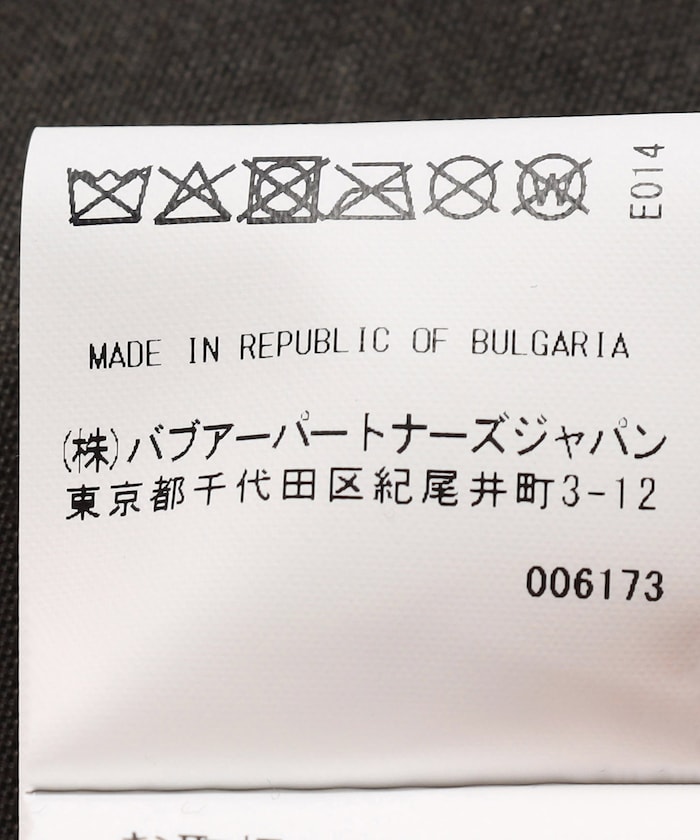 E014
MADE IN REPUBLIC OF BULGARIA
(株)バブアーパートナーズジャパン
東京都千代田区紀尾井町3-12
006173